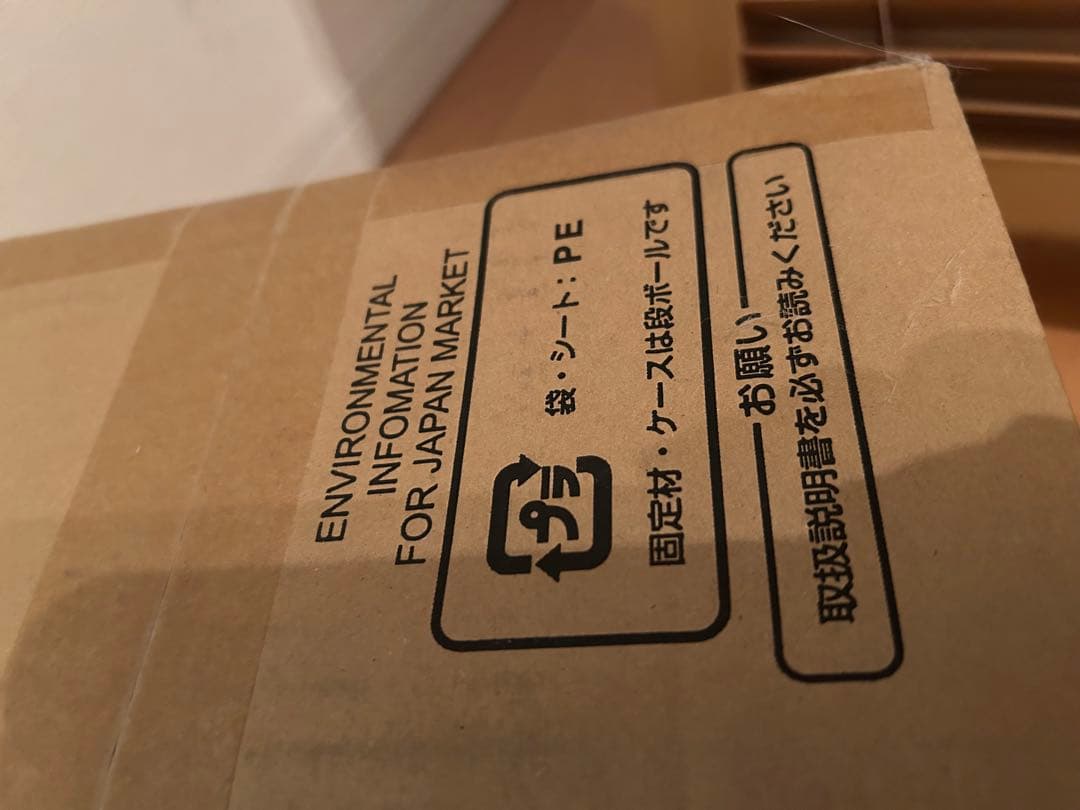 ENVIRONMENTAL
INFOMATION
FOR JAPAN MARKET
プラ
袋・シート：PE
固定材・ケースは段ボールです
お願い
取扱説明書を必ずお読みください